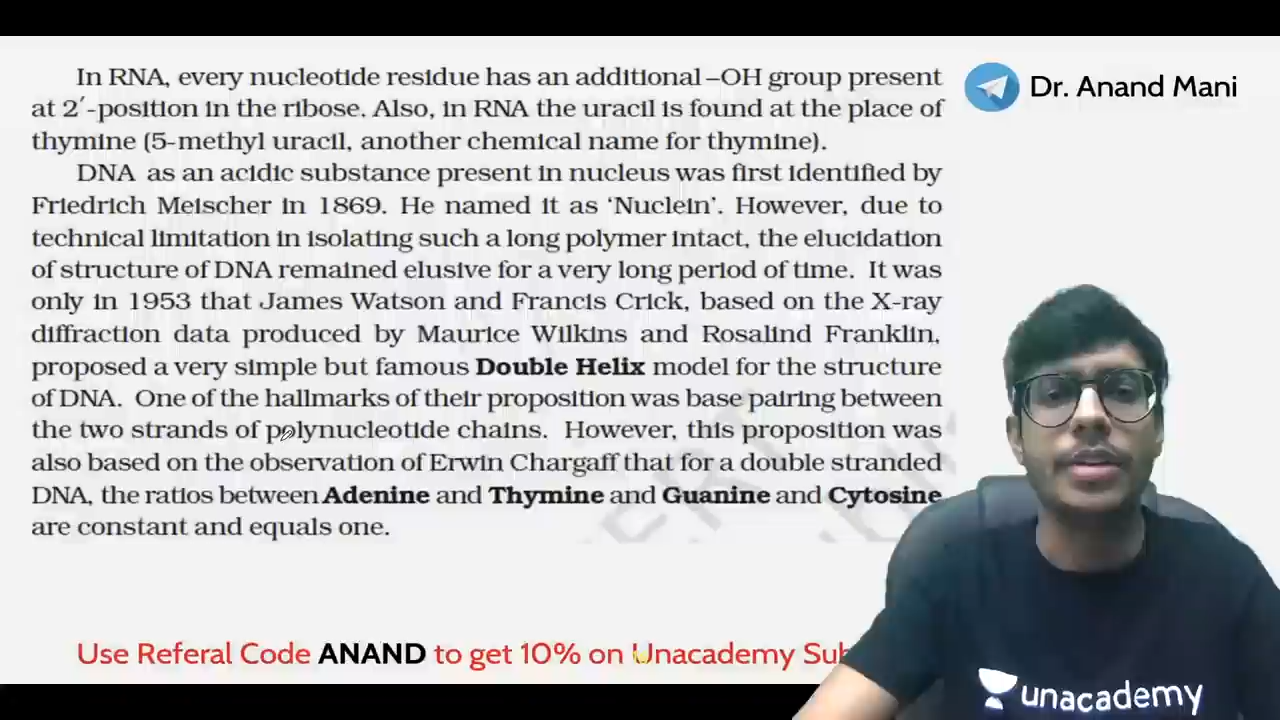 In RNA, every nucleotide residue has an additional –OH group present
at 2′-position in the ribose. Also, in RNA the uracil is found at the place of
thymine (5-methyl uracil, another chemical name for thymine).
DNA as an acidic substance present in nucleus was first identified by
Friedrich Meischer in 1869. He named it as ‘Nuclein’. However, due to
technical limitation in isolating such a long polymer intact, the elucidation
of structure of DNA remained elusive for a very long period of time. It was
only in 1953 that James Watson and Francis Crick, based on the X-ray
diffraction data produced by Maurice Wilkins and Rosalind Franklin,
proposed a very simple but famous Double Helix model for the structure
of DNA. One of the hallmarks of their proposition was base pairing between
the two strands of polynucleotide chains. However, this proposition was
also based on the observation of Erwin Chargaff that for a double stranded
DNA, the ratios between Adenine and Thymine and Guanine and Cytosine
are constant and equals one.
Dr. Anand Mani
Use Referal Code ANAND to get 10% on Unacademy Sub
unacademy